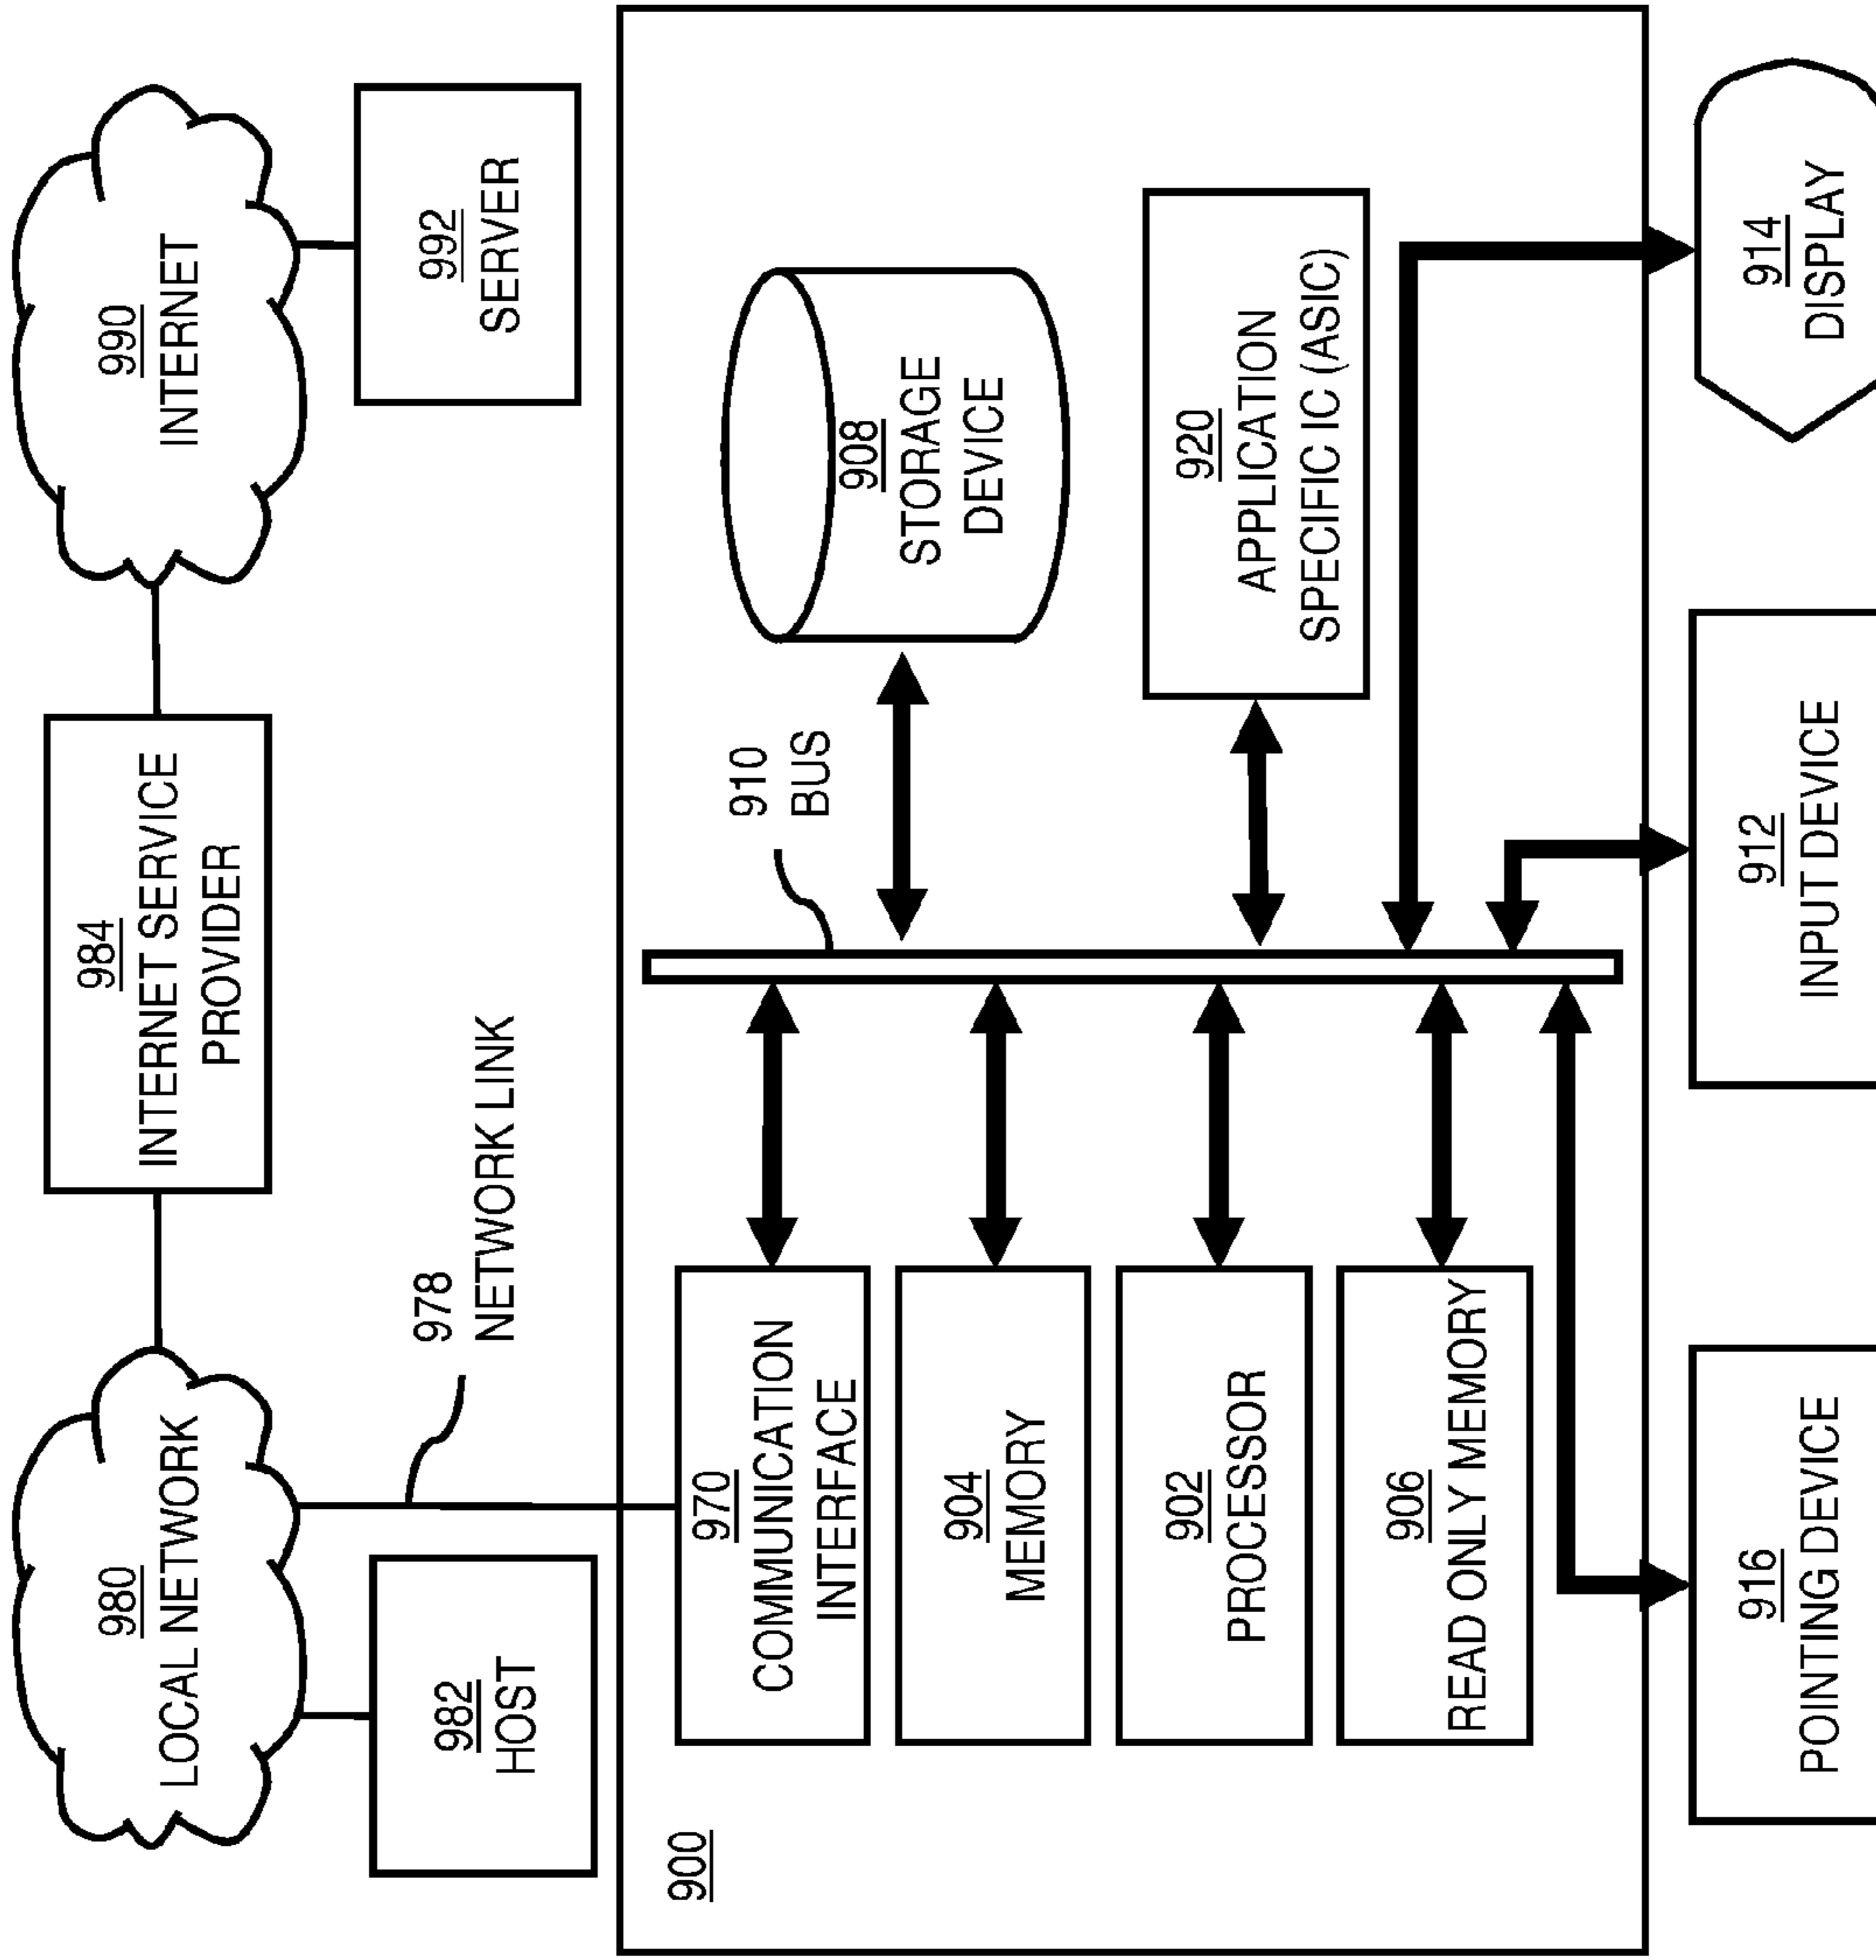 980
LOCAL NETWORK
984
INTERNET SERVICE
PROVIDER
990
INTERNET
982
HOST
978
NETWORK LINK
992
SERVER
900
970
COMMUNICATION
INTERFACE
910
BUS
908
STORAGE
DEVICE
904
MEMORY
902
PROCESSOR
920
APPLICATION
SPECIFIC IC (ASIC)
906
READ ONLY MEMORY
916
POINTING DEVICE
912
INPUT DEVICE
914
DISPLAY